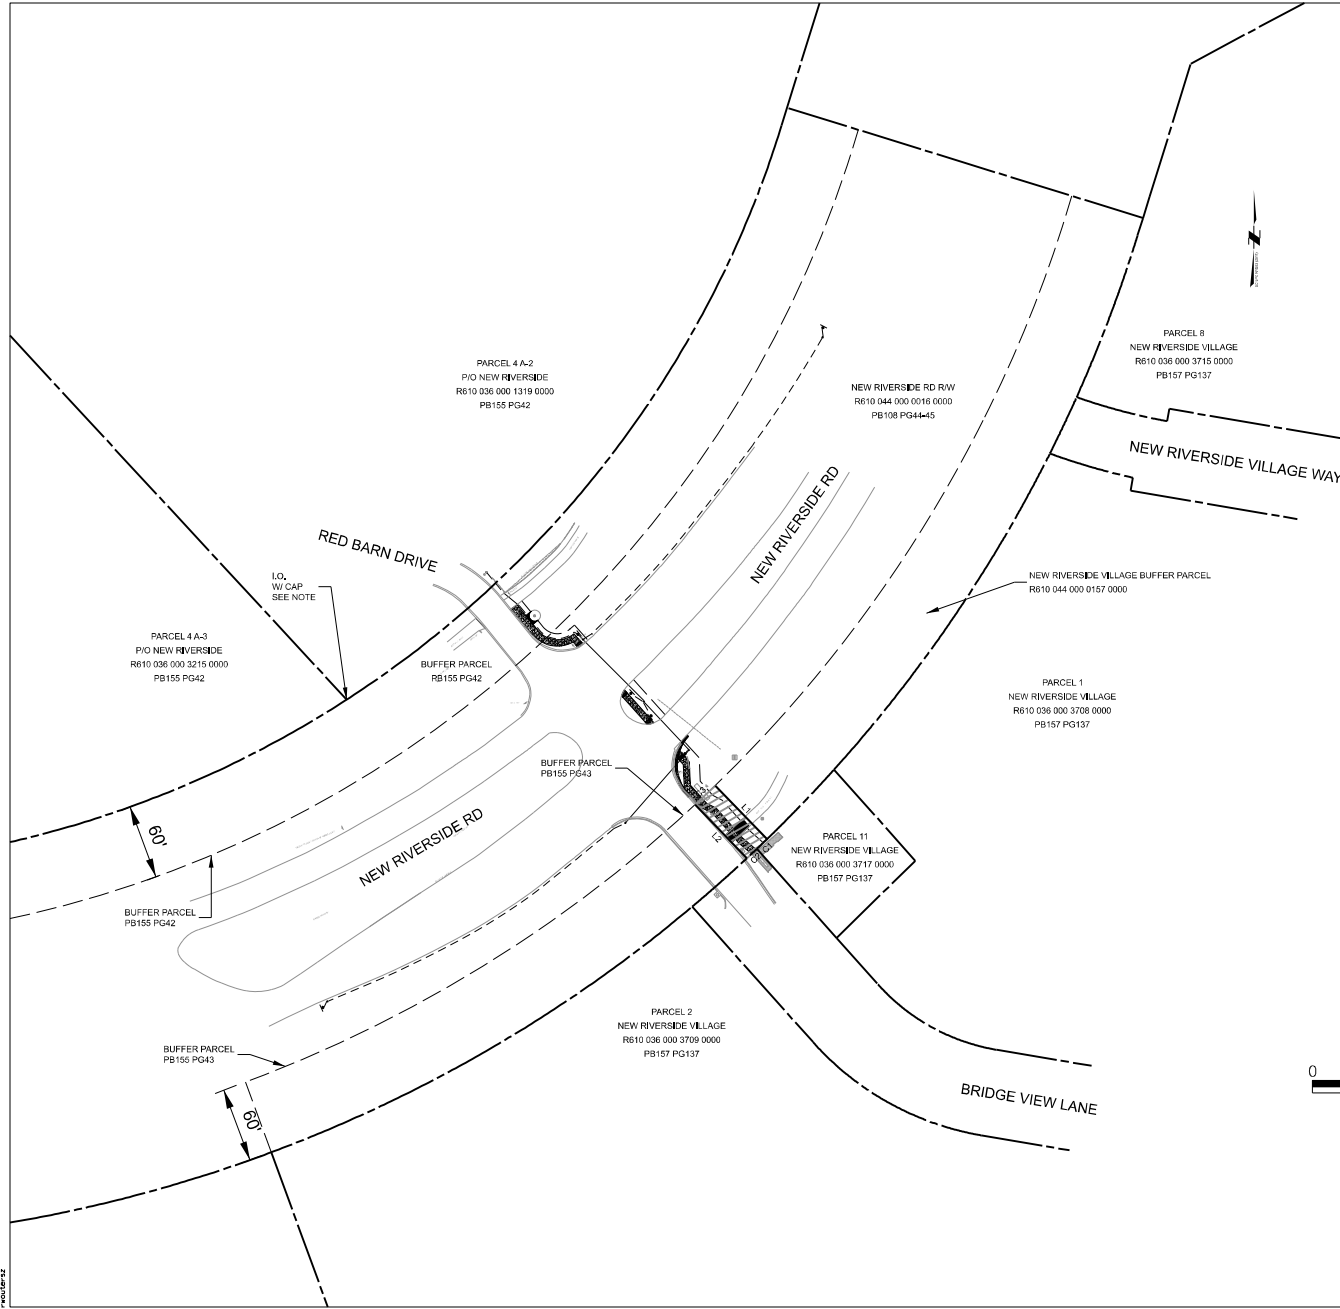 PARCEL 8
NEW RIVERSIDE VILLAGE
R610 036 000 3715 0000
PB157 PG137
PARCEL 4 A-2
P/O NEW RIVERSIDE
R610 036 000 1319 0000
PB155 PG42
NEW RIVERSIDE RD R/W
R610 044 000 0016 0000
PB108 PG44-45
NEW RIVERSIDE VILLAGE WAY
NEW RIVERSIDE RD
RED BARN DRIVE
I.O.
W/ CAP
SEE NOTE
NEW RIVERSIDE VILLAGE BUFFER PARCEL
R610 044 000 0157 0000
PARCEL 4 A-3
P/O NEW RIVERSIDE
R610 036 000 3215 0000
PB155 PG42
BUFFER PARCEL
RB155 PG42
PARCEL 1
NEW RIVERSIDE VILLAGE
R610 036 000 3708 0000
PB157 PG137
BUFFER PARCEL
PB155 PG43
L1
L2
60'
NEW RIVERSIDE RD
PARCEL 11
NEW RIVERSIDE VILLAGE
R610 036 000 3717 0000
PB157 PG137
BUFFER PARCEL
PB155 PG42
PARCEL 2
NEW RIVERSIDE VILLAGE
R610 036 000 3709 0000
PB157 PG137
BUFFER PARCEL
PB155 PG43
60'
BRIDGE VIEW LANE
0